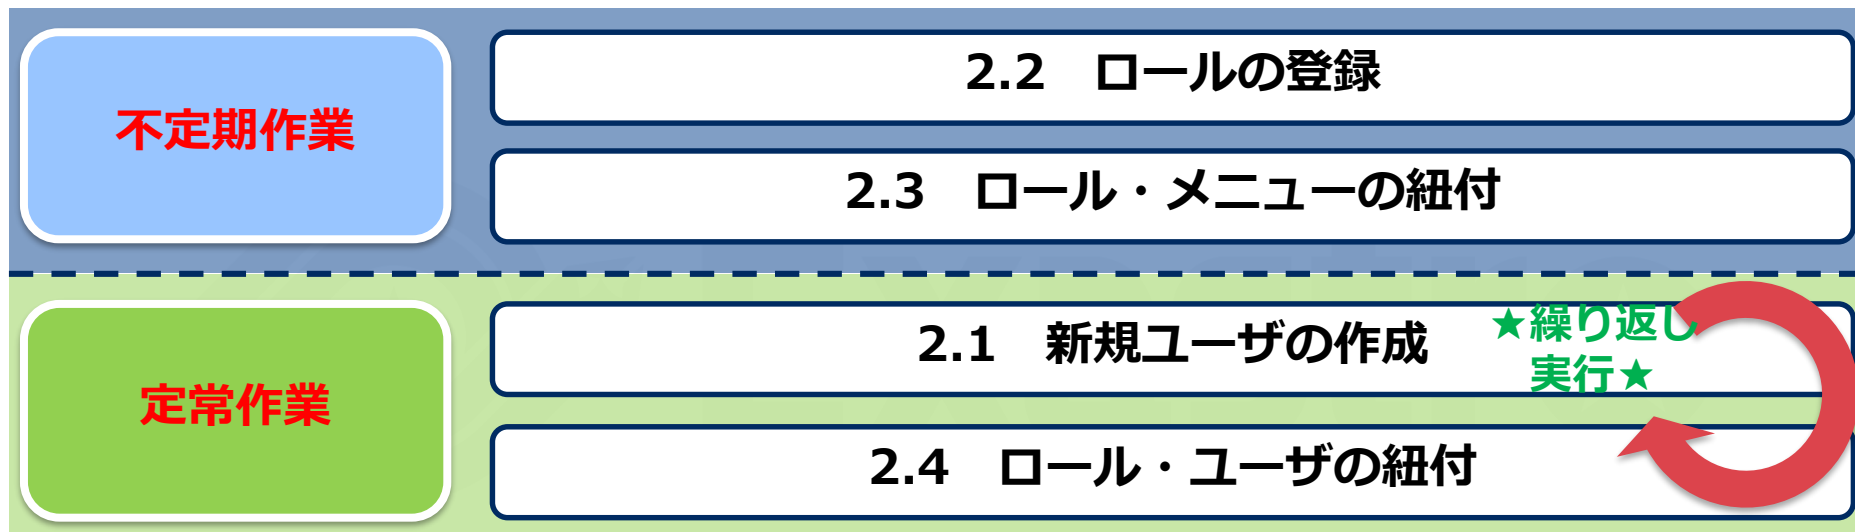 不定期作業
2.2　ロールの登録
2.3　ロール・メニューの紐付
定常作業
2.1　新規ユーザの作成
★繰り返し
実行★
2.4　ロール・ユーザの紐付